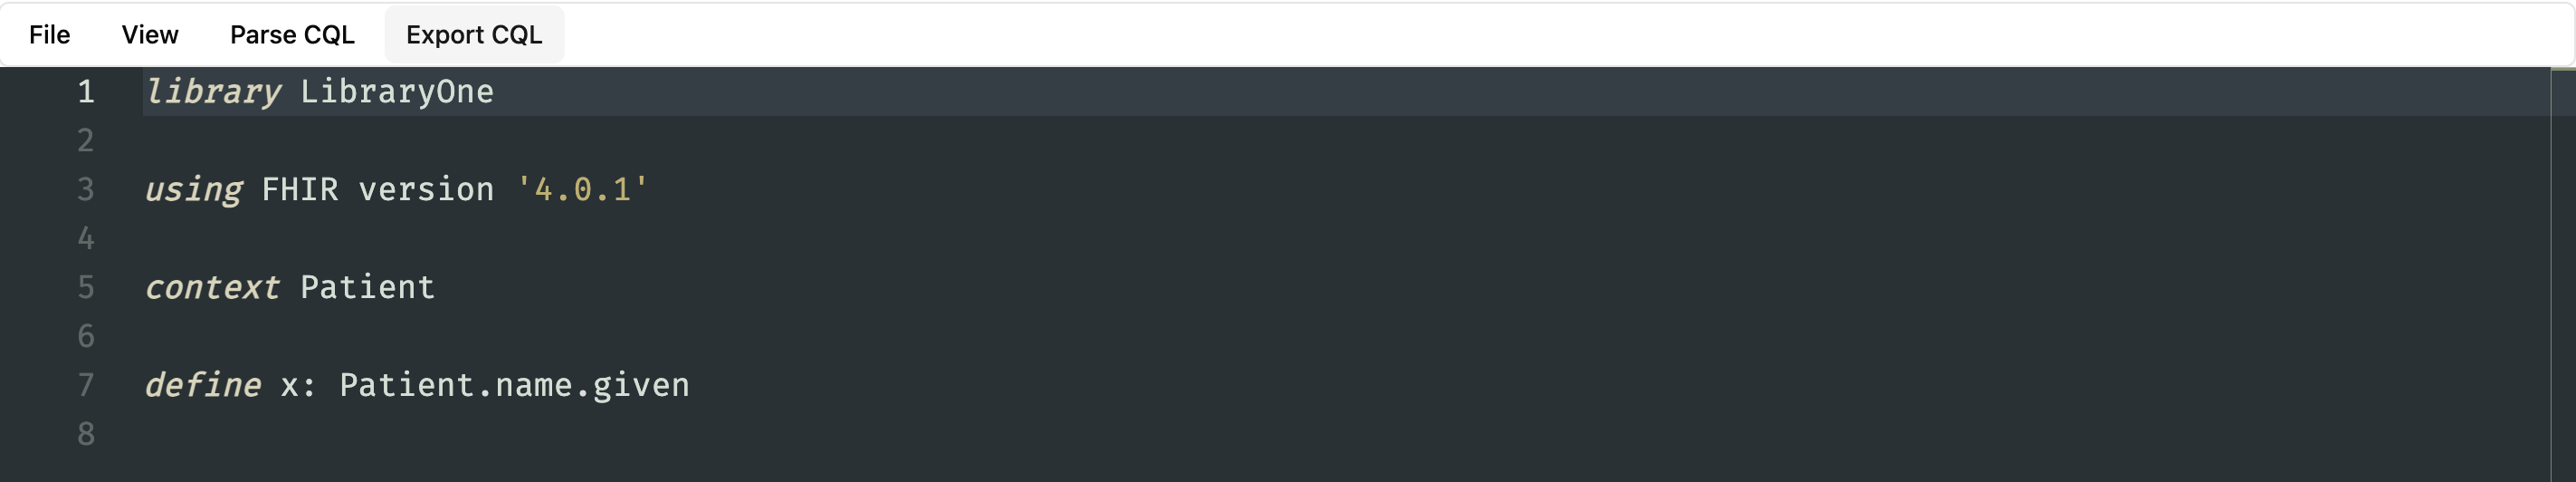 File View Parse CQL Export CQL
1 library LibraryOne
2
3 using FHIR version '4.0.1'
4
5 context Patient
6
7 define x: Patient.name.given
8